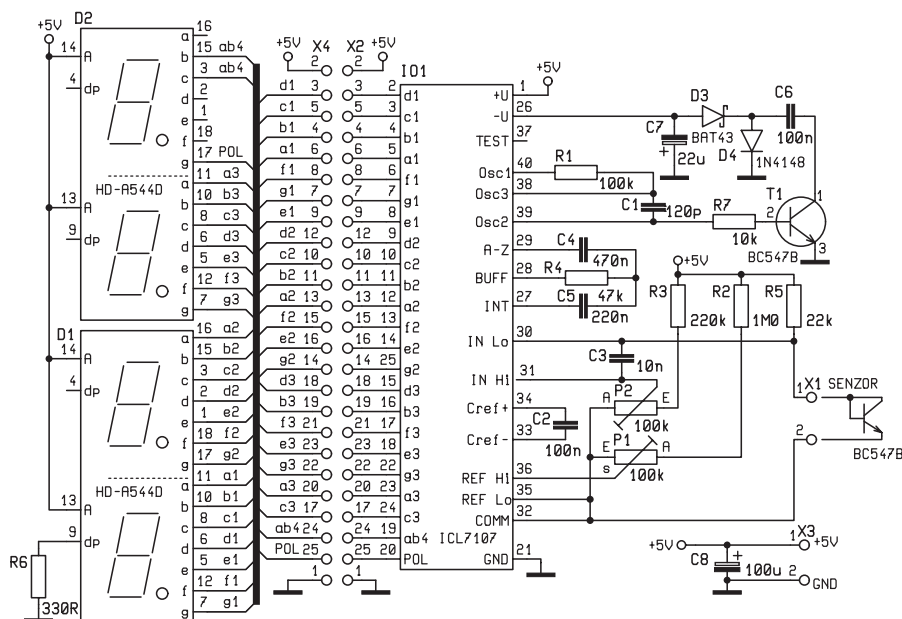 D2
+5V
14
A
4
dp
16
a
15
b
ab4
3
c
ab4
2
d
1
e
18
f
17
g
POL
HD-A544D
13
A
9
dp
11
a
a3
10
b
b3
8
c
c3
6
d
d3
5
e
e3
12
f
f3
7
g
g3
D1
14
A
4
dp
16
a
a2
15
b
b2
3
c
c2
2
d
d2
1
e
e2
18
f
f2
17
g
g2
HD-A544D
13
A
9
dp
11
a
a1
10
b
b1
8
c
c1
6
d
d1
5
e
e1
12
f
f1
7
g
g1
R6
330R
+5V X4 X2 +5V
2 2
d1 3 3 2 d1
c1 5 5 3 c1
b1 4 4 4 b1
a1 6 6 5 a1
f1 8 8 6 f1
g1 7 7 7 g1
e1 9 9 8 e1
d2 12 12 9 d2
c2 10 10 10 c2
b2 11 11 11 b2
a2 13 13 12 a2
f2 15 15 13 f2
e2 16 16 14 e2
g2 14 14 25 g2
d3 18 18 15 d3
b3 19 19 16 b3
f3 21 21 17 f3
e3 23 23 18 e3
g3 22 22 22 g3
a3 20 20 23 a3
c3 17 17 24 c3
ab4 24 24 19 ab4
POL 25 25 20 POL
1 1
IO1
ICL7107
+U 1 +5V
-U 26
TEST 37
Osc1 40
Osc3 38
Osc2 39
A-Z 29
BUFF 28
INT 27
IN Lo 30
IN H1 31
Cref+ 34
Cref- 33
REF H1 36
REF Lo 35
COMM 32
GND 21
D3
BAT43
C6
100n
C7
+
22u
D4
1N4148
R1
100k
C1
120p
R7
10k
T1
1
2
3
BC547B
C4
470n
R4
47k
C5
220n
+5V
R3
220k
R2
1M0
R5
22k
C3
10n
P2
A E
100k
C2
100n
P1
E A
s
100k
1 X1 SENZOR
2
BC547B
+5V
1 X3
+5V
C8
+
100u
2
GND